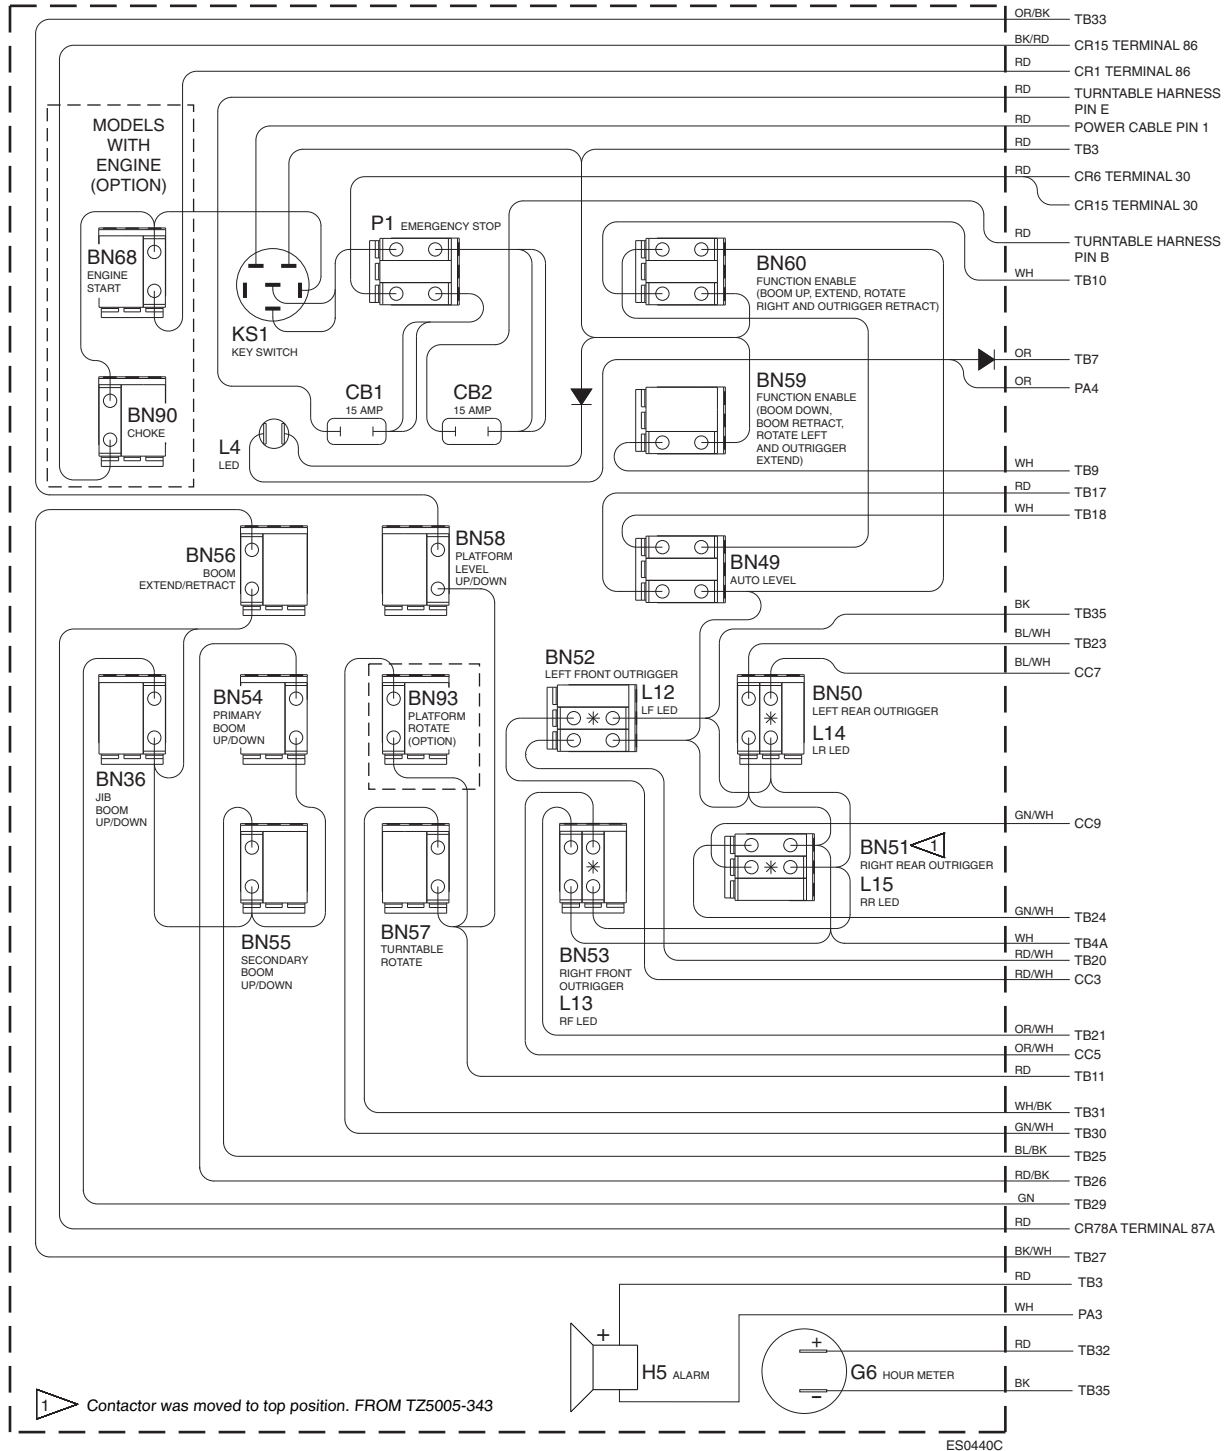 OR/BK TB33
BK/RD CR15 TERMINAL 86
RD CR1 TERMINAL 86
RD TURNTABLE HARNESS
PIN E
RD POWER CABLE PIN 1
RD TB3
RD CR6 TERMINAL 30
CR15 TERMINAL 30
RD TURNTABLE HARNESS
PIN B
WH TB10
OR TB7
OR PA4
WH TB9
RD TB17
WH TB18
BK TB35
BL/WH TB23
BL/WH CC7
GN/WH CC9
GN/WH TB24
WH TB4A
RD/WH TB20
RD/WH CC3
OR/WH TB21
OR/WH CC5
RD TB11
WH/BK TB31
GN/WH TB30
BL/BK TB25
RD/BK TB26
GN TB29
RD CR78A TERMINAL 87A
BK/WH TB27
RD TB3
WH PA3
RD TB32
BK TB35
MODELS
WITH
ENGINE
(OPTION)
BN68
ENGINE
START
BN90
CHOKE
KS1
KEY SWITCH
P1 EMERGENCY STOP
CB1
15 AMP
CB2
15 AMP
L4
LED
BN60
FUNCTION ENABLE
(BOOM UP, EXTEND, ROTATE
RIGHT AND OUTRIGGER RETRACT)
BN59
FUNCTION ENABLE
(BOOM DOWN,
BOOM RETRACT,
ROTATE LEFT
AND OUTRIGGER
EXTEND)
BN56
BOOM
EXTEND/RETRACT
BN58
PLATFORM
LEVEL
UP/DOWN
BN49
AUTO LEVEL
BN36
JIB
BOOM
UP/DOWN
BN54
PRIMARY
BOOM
UP/DOWN
BN93
PLATFORM
ROTATE
(OPTION)
BN52
LEFT FRONT OUTRIGGER
L12
LF LED
BN50
LEFT REAR OUTRIGGER
L14
LR LED
BN55
SECONDARY
BOOM
UP/DOWN
BN57
TURNTABLE
ROTATE
BN53
RIGHT FRONT
OUTRIGGER
L13
RF LED
BN51 1
RIGHT REAR OUTRIGGER
L15
RR LED
+
H5 ALARM
+
−
G6 HOUR METER
1 Contactor was moved to top position. FROM TZ5005-343
ES0440C